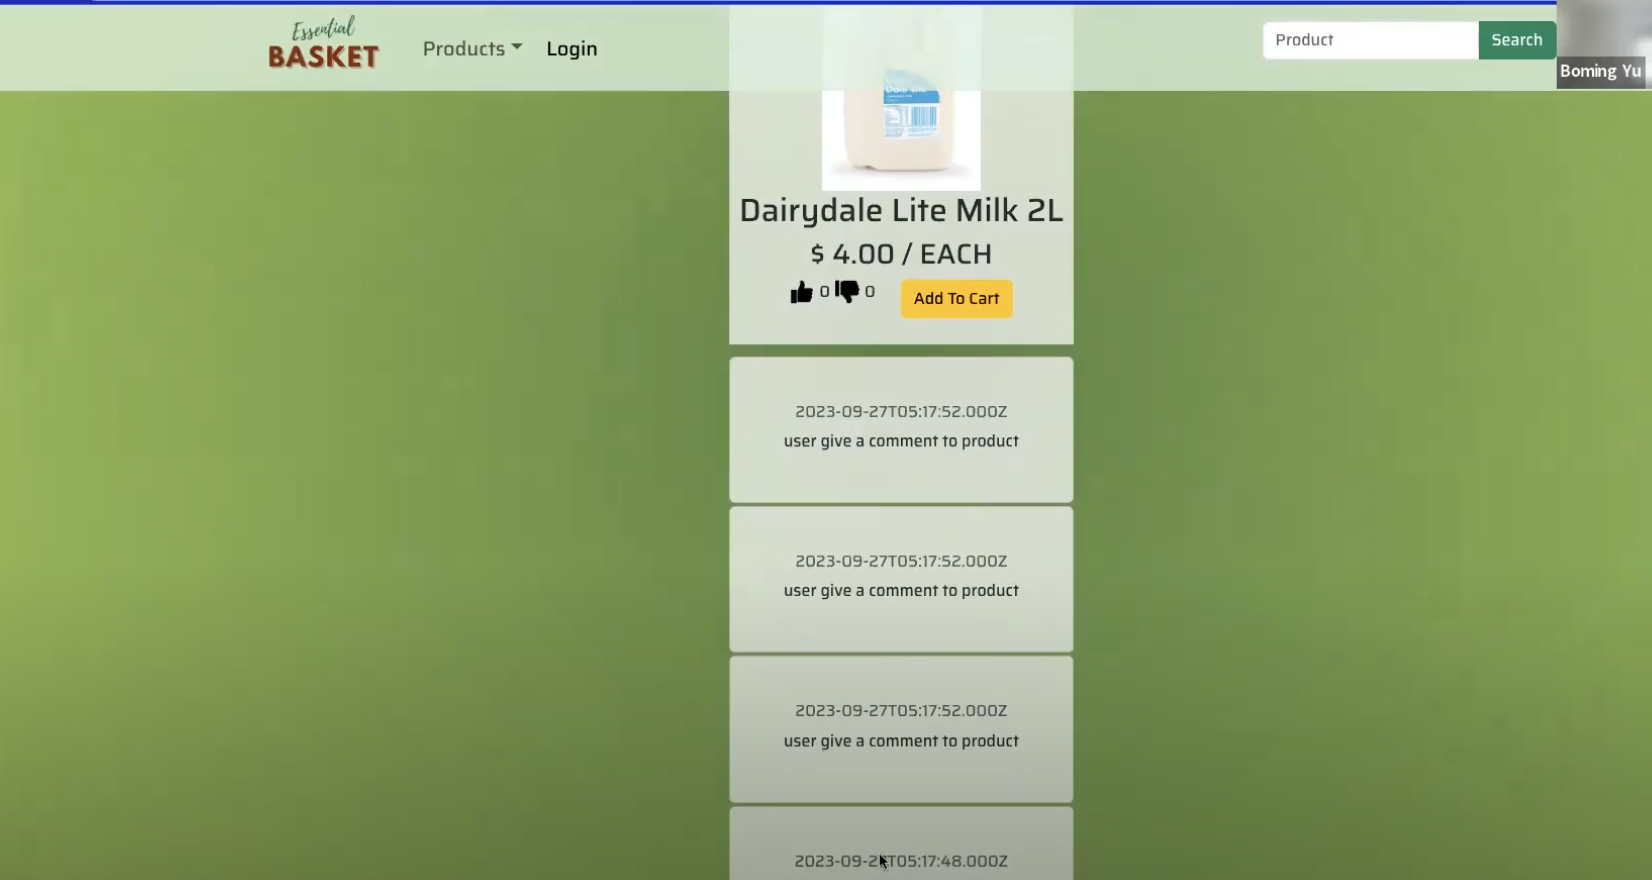 Essential
BASKET
Products
Login
Product
Search
Boming Yu
Dairydale Lite Milk 2L
$ 4.00 / EACH
0 0
Add To Cart
2023-09-27T05:17:52.000Z
user give a comment to product
2023-09-27T05:17:52.000Z
user give a comment to product
2023-09-27T05:17:52.000Z
user give a comment to product
2023-09-27T05:17:48.000Z